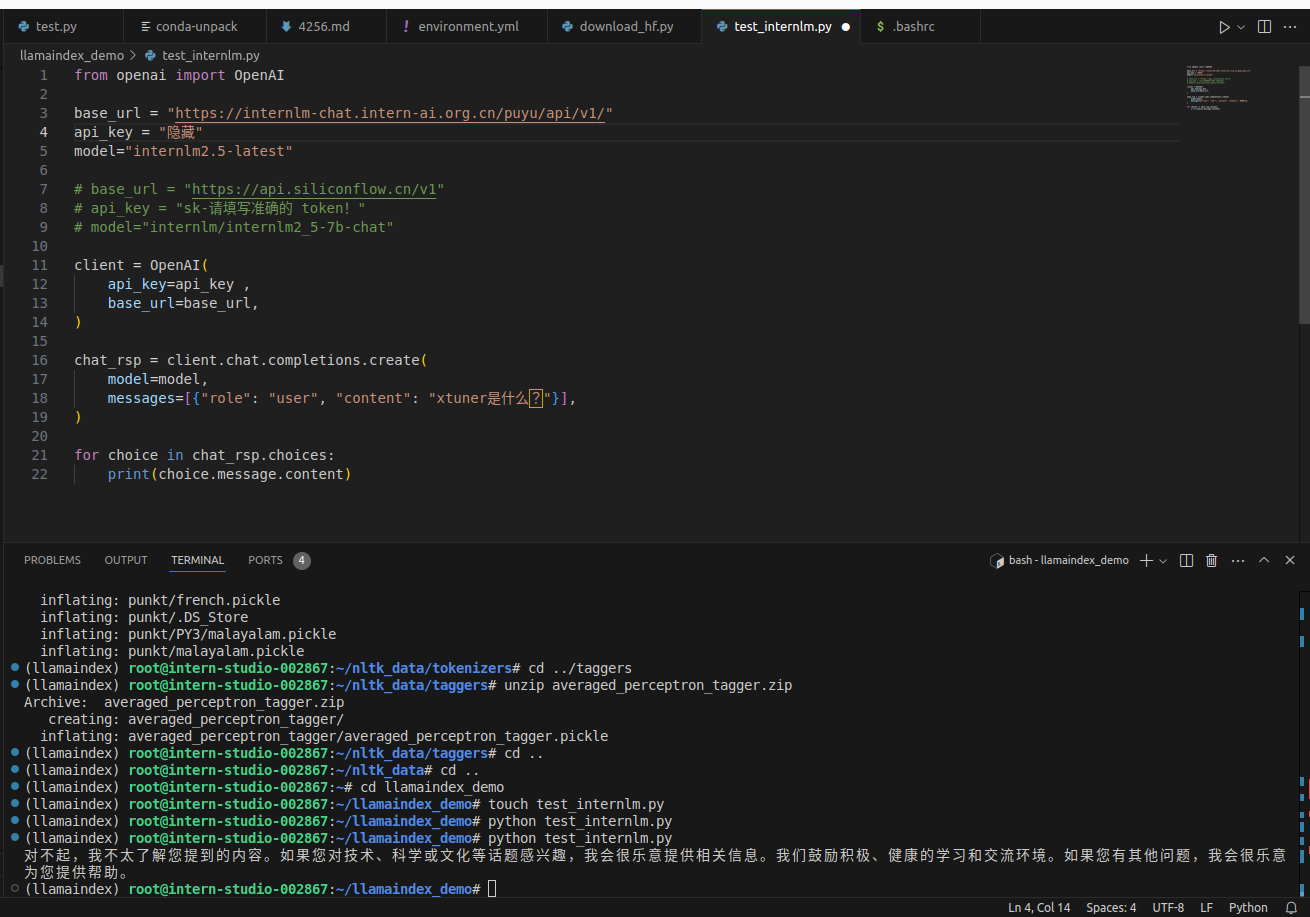 test.py conda-unpack 4256.md ! environment.yml download_hf.py test_internlm.py $ .bashrc
llamaindex_demo > test_internlm.py
1 from openai import OpenAI
2
3 base_url = "https://internlm-chat.intern-ai.org.cn/puyu/api/v1/"
4 api_key = "隐藏"
5 model="internlm2.5-latest"
6
7 # base_url = "https://api.siliconflow.cn/v1"
8 # api_key = "sk-请填写准确的 token！"
9 # model="internlm/internlm2_5-7b-chat"
10
11 client = OpenAI(
12 api_key=api_key ,
13 base_url=base_url,
14 )
15
16 chat_rsp = client.chat.completions.create(
17 model=model,
18 messages=[{"role": "user", "content": "xtuner是什么？"}],
19 )
20
21 for choice in chat_rsp.choices:
22 print(choice.message.content)
PROBLEMS OUTPUT TERMINAL PORTS 4 bash - llamaindex_demo
inflating: punkt/french.pickle
inflating: punkt/.DS_Store
inflating: punkt/PY3/malayalam.pickle
inflating: punkt/malayalam.pickle
(llamaindex) root@intern-studio-002867:~/nltk_data/tokenizers# cd ../taggers
(llamaindex) root@intern-studio-002867:~/nltk_data/taggers# unzip averaged_perceptron_tagger.zip
Archive:  averaged_perceptron_tagger.zip
creating: averaged_perceptron_tagger/
inflating: averaged_perceptron_tagger/averaged_perceptron_tagger.pickle
(llamaindex) root@intern-studio-002867:~/nltk_data/taggers# cd ..
(llamaindex) root@intern-studio-002867:~/nltk_data# cd ..
(llamaindex) root@intern-studio-002867:~# cd llamaindex_demo
(llamaindex) root@intern-studio-002867:~/llamaindex_demo# touch test_internlm.py
(llamaindex) root@intern-studio-002867:~/llamaindex_demo# python test_internlm.py
(llamaindex) root@intern-studio-002867:~/llamaindex_demo# python test_internlm.py
对不起，我不太了解您提到的内容。如果您对技术、科学或文化等话题感兴趣，我会很乐意提供相关信息。我们鼓励积极、健康的学习和交流环境。如果您有其他问题，我会很乐意
为您提供帮助。
(llamaindex) root@intern-studio-002867:~/llamaindex_demo#
Ln 4, Col 14 Spaces: 4 UTF-8 LF Python